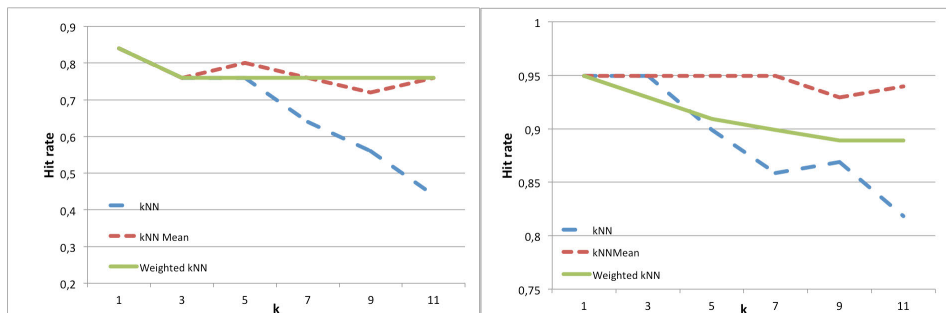 0,9
0,8
0,7
0,6
0,5
0,4
0,3
0,2
Hit rate
kNN
kNN Mean
Weighted kNN
1 3 5 7 9 11
k
1
0,95
0,9
0,85
0,8
0,75
Hit rate
kNN
kNNMean
Weighted kNN
1 3 5 7 9 11
k